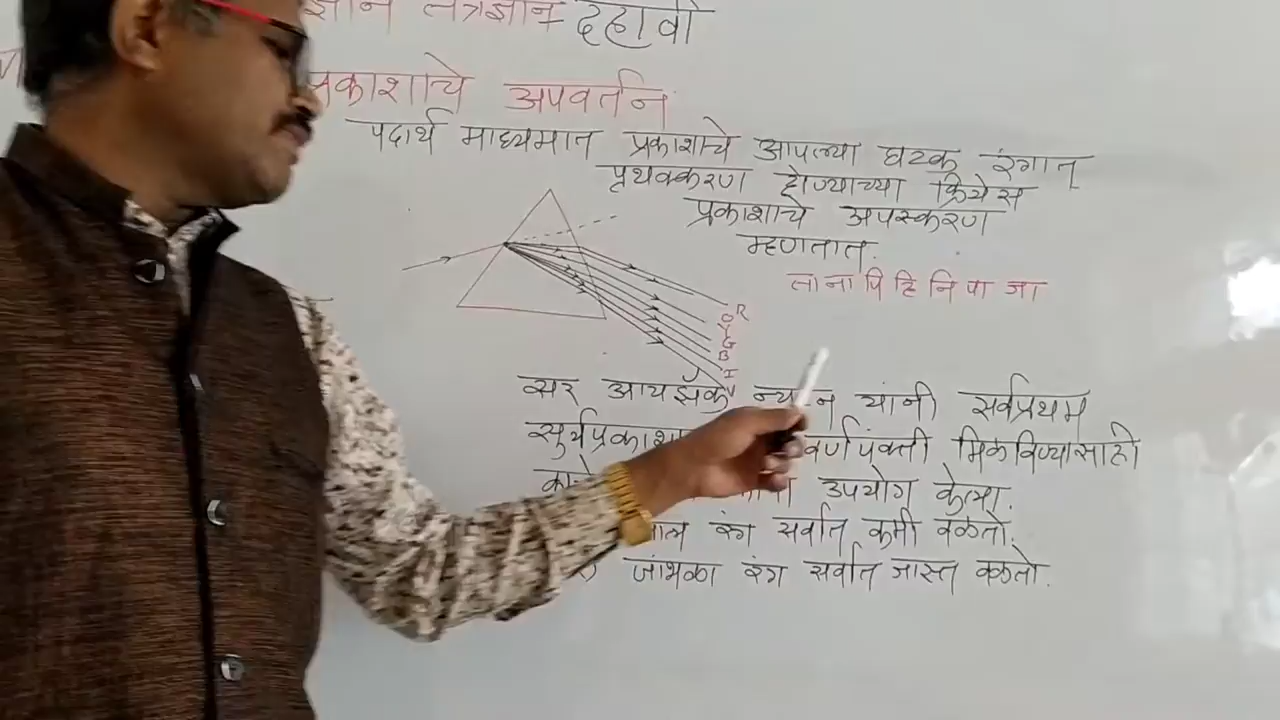 तंत्रज्ञान दहावी
प्रकाशाचे अपवर्तन
पदार्थ माध्यमात प्रकाशाचे आपल्या घटक रंगात
पृथक्करण होण्याच्या क्रियेस
प्रकाशाचे अपस्करण
म्हणतात.
ता ना पि हि नि पा जा
R
O
Y
G
B
I
V
सर आयझॅक यांनी सर्वप्रथम
वर्णपंक्ती मिळविण्यासाठी
उपयोग केला.
रंग सर्वात कमी वळतो.
जांभळा रंग सर्वात जास्त वळतो.